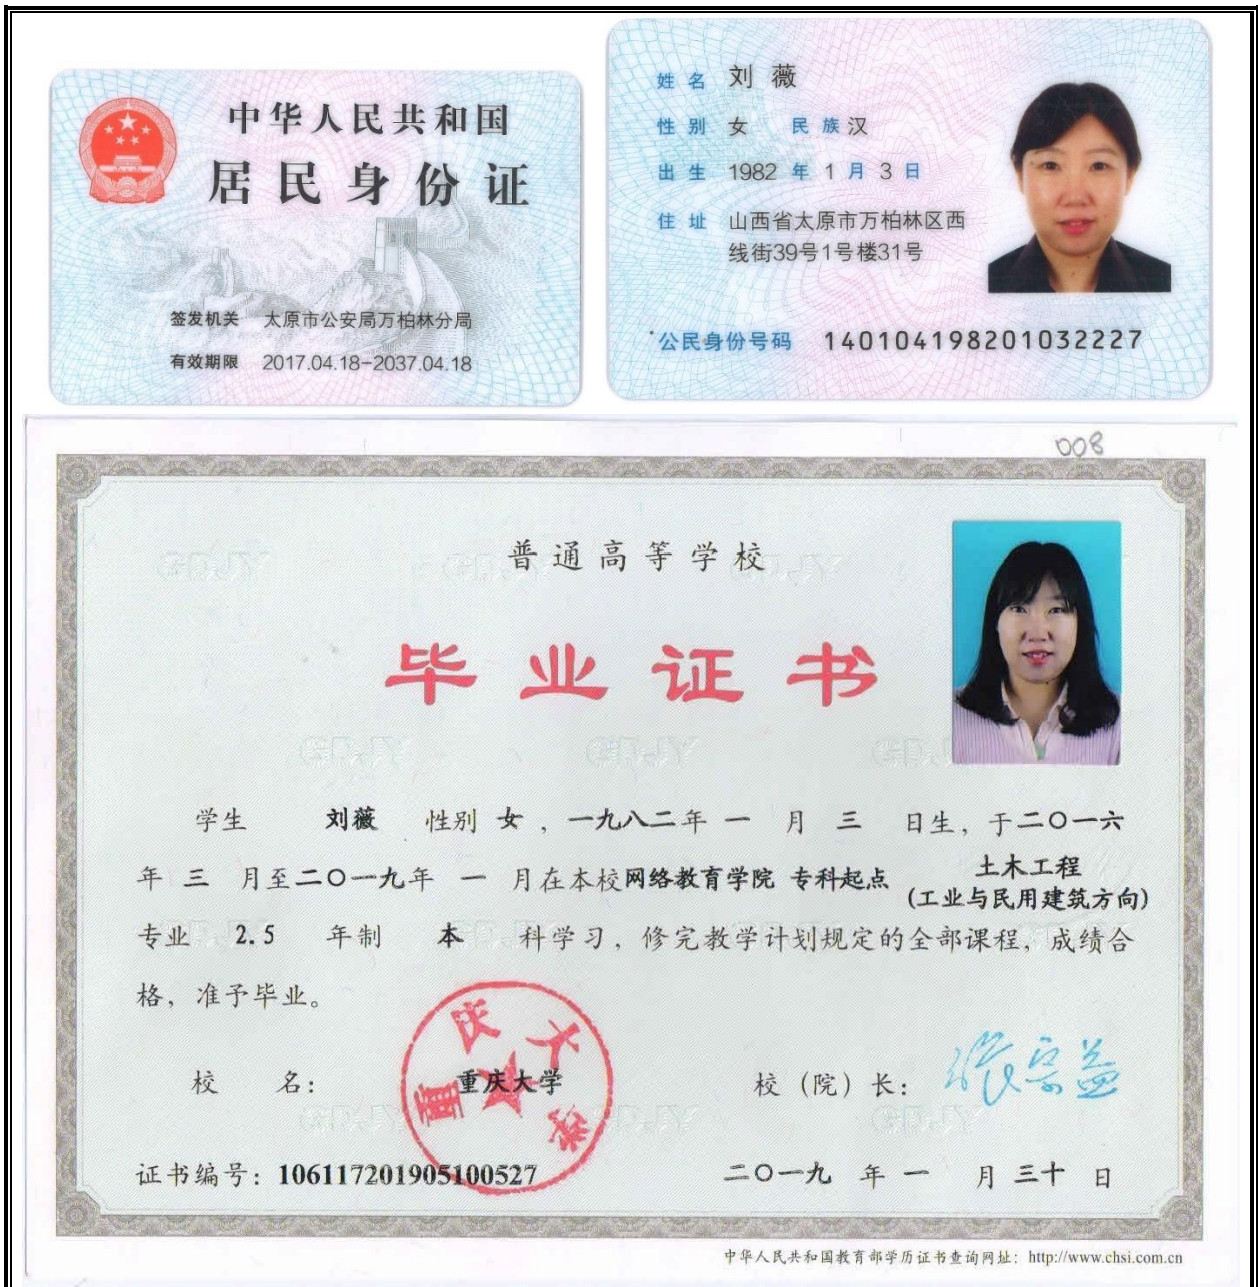 中华人民共和国
居民身份证
签发机关 太原市公安局万柏林分局
有效期限 2017.04.18-2037.04.18
姓名 刘薇
性别 女 民族 汉
出生 1982 年 1 月 3 日
住址 山西省太原市万柏林区西
线街39号1号楼31号
公民身份号码 140104198201032227
008
普通高等学校
毕业证书
学生 刘薇 性别 女 ，一九八二年 一 月 三 日生，于二〇一六
年 三 月至二〇一九年 一 月在本校网络教育学院 专科起点 土木工程
(工业与民用建筑方向)
专业 2.5 年制 本 科学习，修完教学计划规定的全部课程，成绩合
格，准予毕业。
校 名：重庆大学 校（院）长：张宗益
重庆大学
证书编号：106117201905100527 二〇一九 年 一 月 三十 日
中华人民共和国教育部学历证书查询网址：http://www.chsi.com.cn